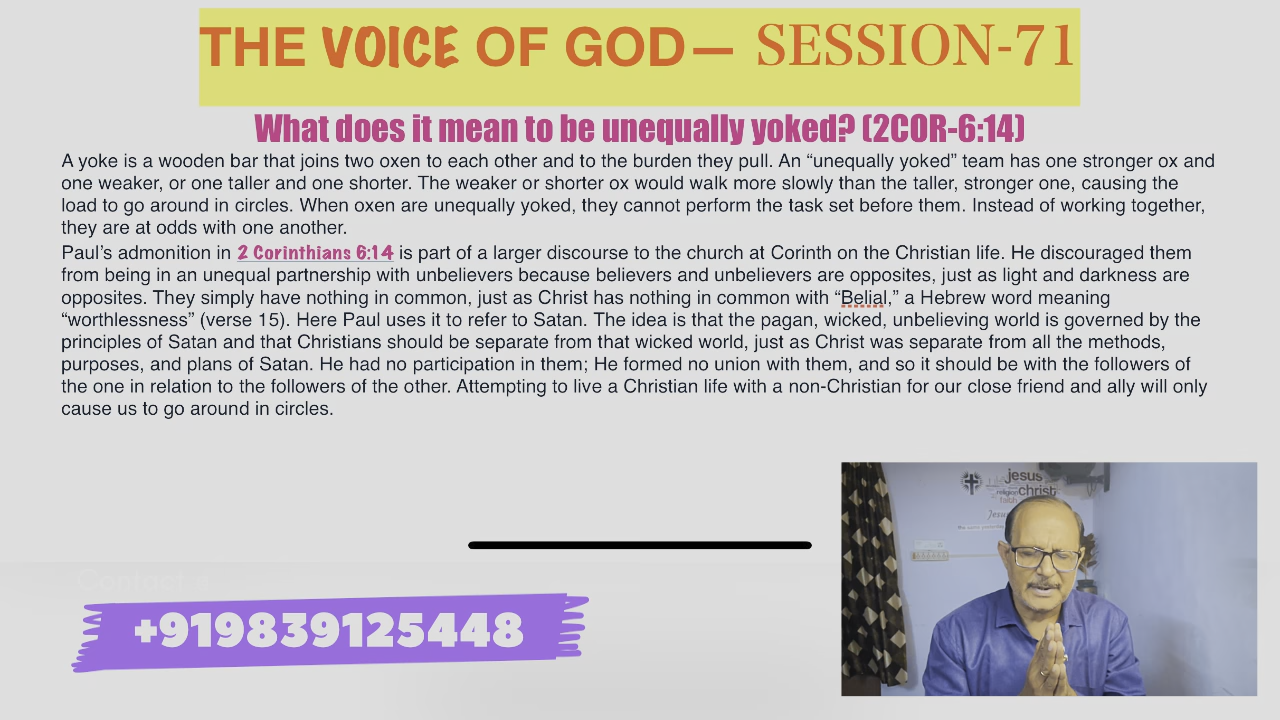 THE VOICE OF GOD— SESSION-71
What does it mean to be unequally yoked? (2COR-6:14)
A yoke is a wooden bar that joins two oxen to each other and to the burden they pull. An “unequally yoked” team has one stronger ox and
one weaker, or one taller and one shorter. The weaker or shorter ox would walk more slowly than the taller, stronger one, causing the
load to go around in circles. When oxen are unequally yoked, they cannot perform the task set before them. Instead of working together,
they are at odds with one another.
Paul’s admonition in 2 Corinthians 6:14 is part of a larger discourse to the church at Corinth on the Christian life. He discouraged them
from being in an unequal partnership with unbelievers because believers and unbelievers are opposites, just as light and darkness are
opposites. They simply have nothing in common, just as Christ has nothing in common with “Belial,” a Hebrew word meaning
“worthlessness” (verse 15). Here Paul uses it to refer to Satan. The idea is that the pagan, wicked, unbelieving world is governed by the
principles of Satan and that Christians should be separate from that wicked world, just as Christ was separate from all the methods,
purposes, and plans of Satan. He had no participation in them; He formed no union with them, and so it should be with the followers of
the one in relation to the followers of the other. Attempting to live a Christian life with a non-Christian for our close friend and ally will only
cause us to go around in circles.
jesus
religion christ
faith
+919839125448